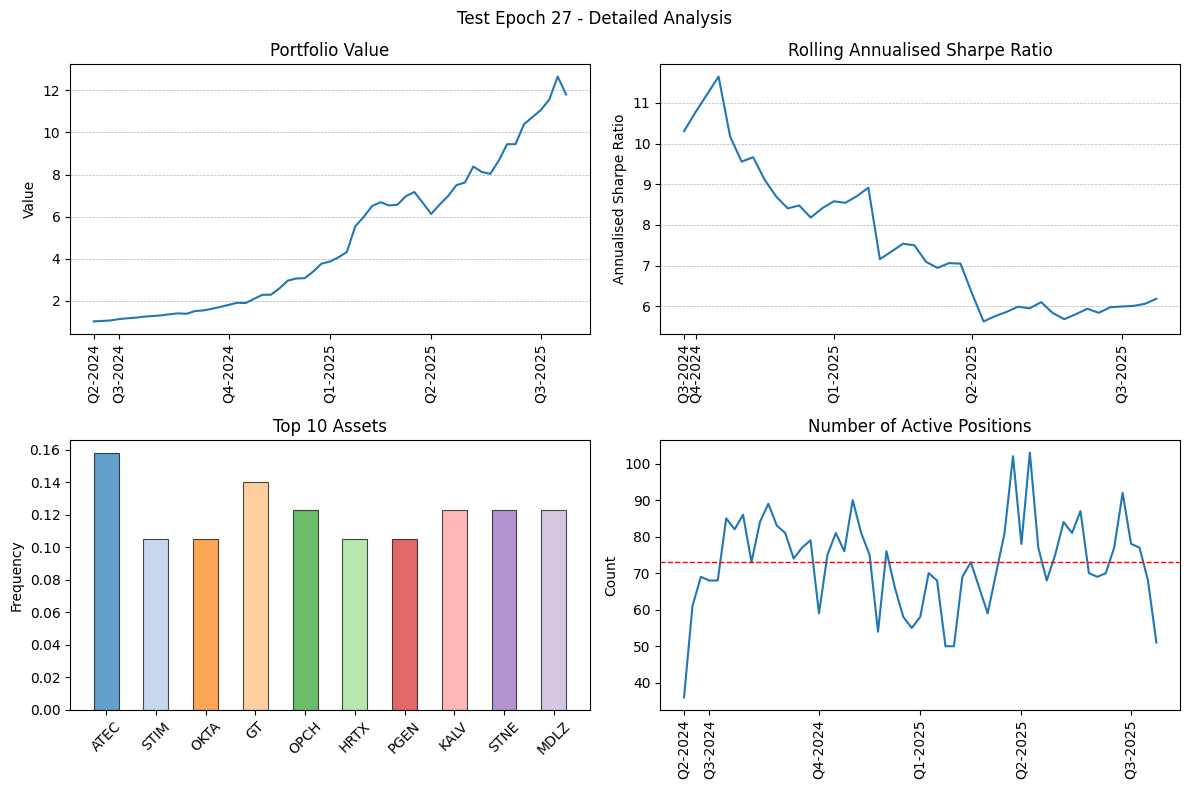 Test Epoch 27 - Detailed Analysis
Portfolio Value
Value
12
10
8
6
4
2
Q2-2024
Q3-2024
Q4-2024
Q1-2025
Q2-2025
Q3-2025
Rolling Annualised Sharpe Ratio
Annualised Sharpe Ratio
11
10
9
8
7
6
Q3-2024
Q4-2024
Q1-2025
Q2-2025
Q3-2025
Top 10 Assets
Frequency
0.16
0.14
0.12
0.10
0.08
0.06
0.04
0.02
0.00
ATEC
STIM
OKTA
GT
OPCH
HRTX
PGEN
KALV
STNE
MDLZ
Number of Active Positions
Count
100
90
80
70
60
50
40
Q2-2024
Q3-2024
Q4-2024
Q1-2025
Q2-2025
Q3-2025